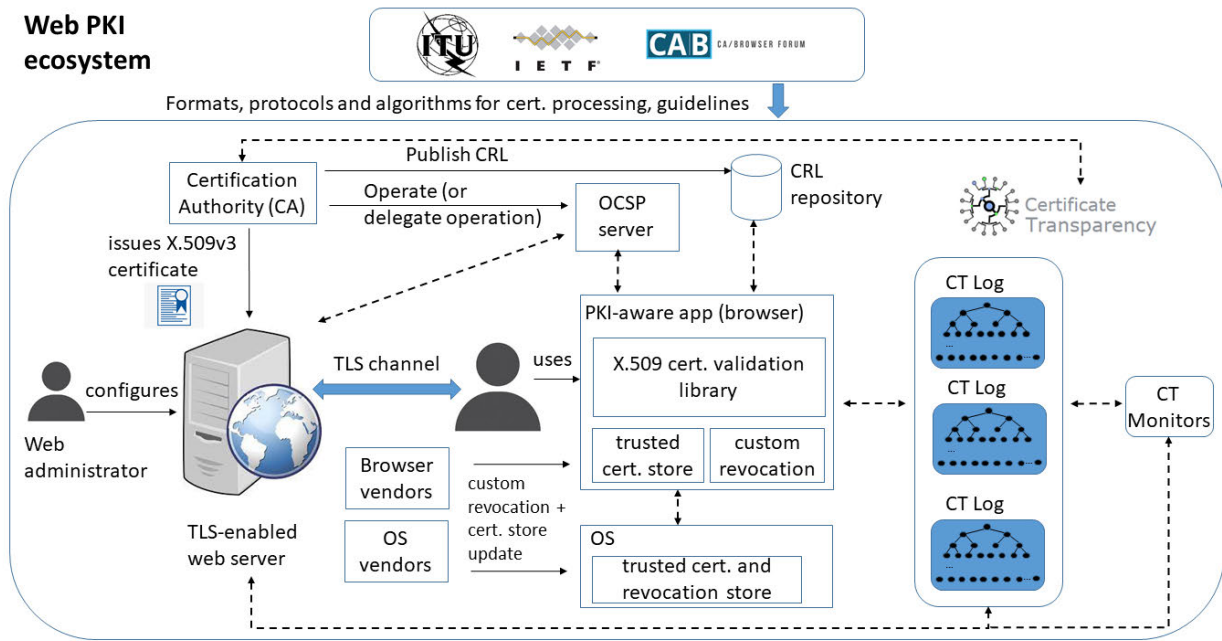 Web PKI
ecosystem
ITU
IETF®
CAB CA/BROWSER FORUM
Formats, protocols and algorithms for cert. processing, guidelines
Publish CRL
Certification
Authority (CA)
Operate (or
delegate operation)
OCSP
server
CRL
repository
Certificate
Transparency
issues X.509v3
certificate
PKI-aware app (browser)
X.509 cert. validation
library
trusted
cert. store
custom
revocation
TLS channel
uses
configures
Web
administrator
TLS-enabled
web server
Browser
vendors
OS
vendors
custom
revocation +
cert. store
update
OS
trusted cert. and
revocation store
CT Log
...
CT Log
...
CT Log
...
CT
Monitors